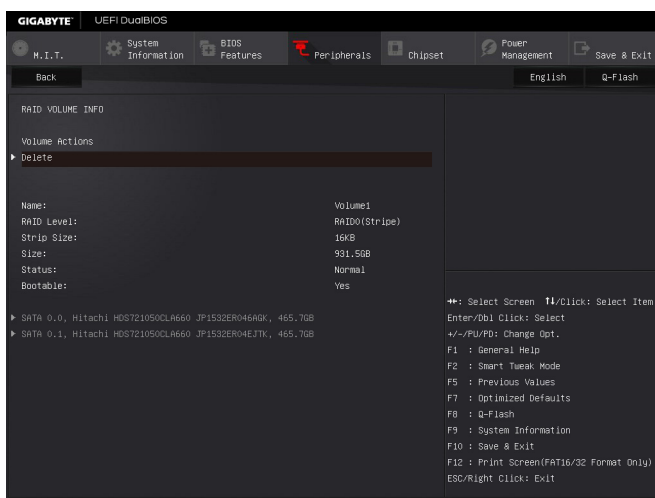 GIGABYTE™ UEFI DualBIOS
M.I.T. System Information BIOS Features Peripherals Chipset Power Management Save & Exit
Back English Q-Flash
RAID VOLUME INFO
Volume Actions
Delete
Name: Volume1
RAID Level: RAID0(Stripe)
Strip Size: 16KB
Size: 931.5GB
Status: Normal
Bootable: Yes
SATA 0.0, Hitachi HDS721050CLA660 JP1532ER046AGK, 465.7GB
SATA 0.1, Hitachi HDS721050CLA660 JP1532ER04EJTK, 465.7GB
→←: Select Screen ↑↓/Click: Select Item
Enter/Dbl Click: Select
+/-/PU/PD: Change Opt.
F1 : General Help
F2 : Smart Tweak Mode
F5 : Previous Values
F7 : Optimized Defaults
F8 : Q-Flash
F9 : System Information
F10 : Save & Exit
F12 : Print Screen(FAT16/32 Format Only)
ESC/Right Click: Exit